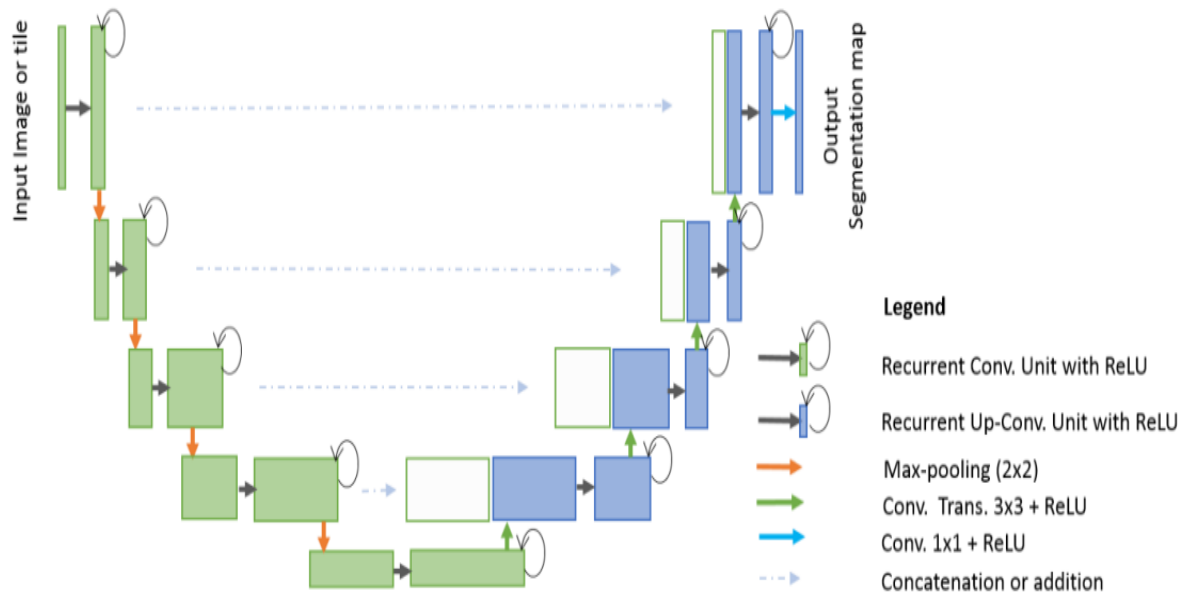 Input Image or tile
Output
Segmentation map
Legend
Recurrent Conv. Unit with ReLU
Recurrent Up-Conv. Unit with ReLU
Max-pooling (2x2)
Conv. Trans. 3x3 + ReLU
Conv. 1x1 + ReLU
Concatenation or addition